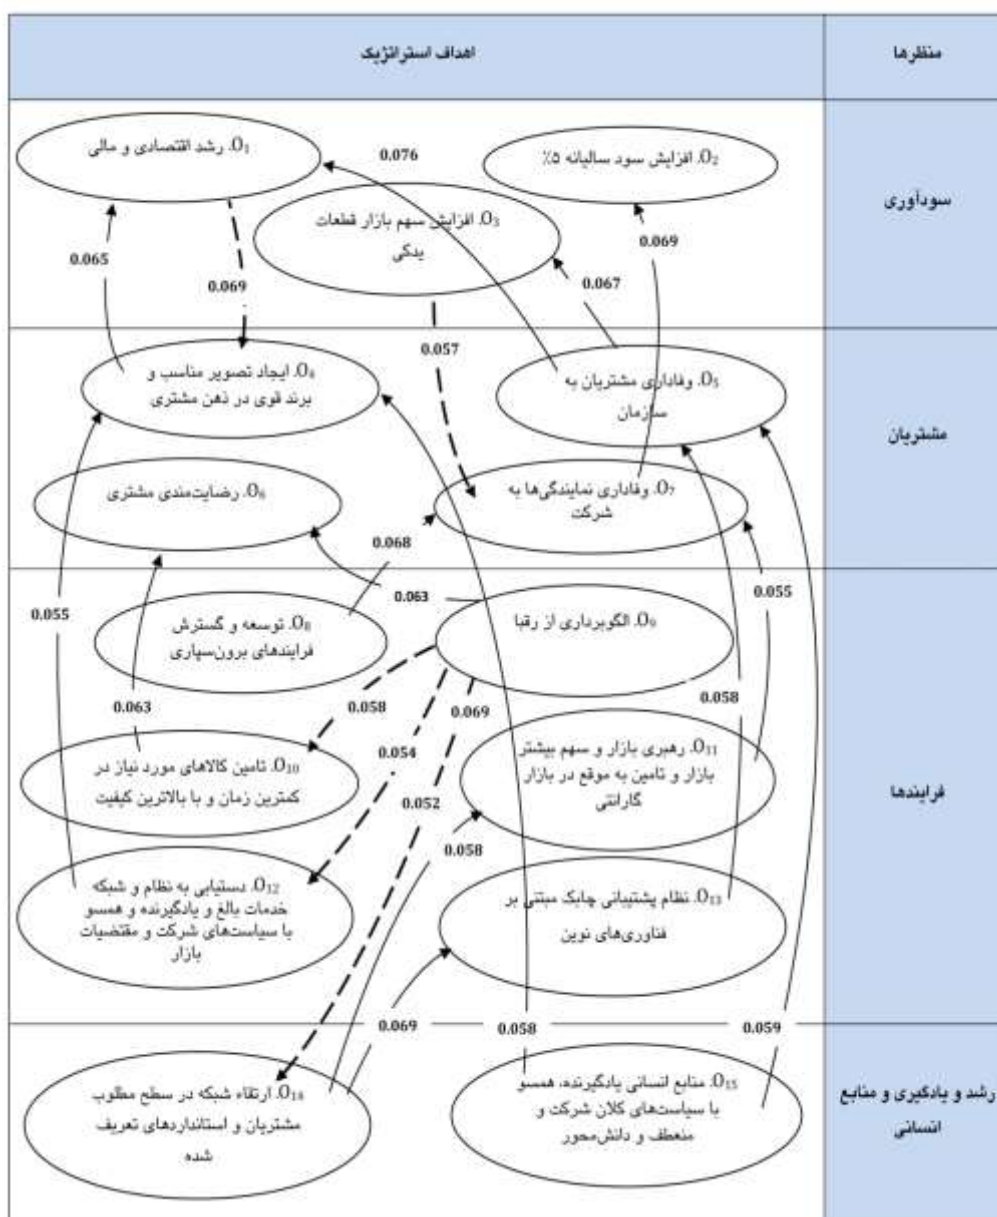 منظرها
اهداف استراتژیک
سودآوری
O₂. افزایش سود سالیانه ۵٪
O₁. رشد اقتصادی و مالی
0.076
O₃. افزایش سهم بازار قطعات
یدکی
0.069
0.065
0.067
0.069
0.057
مشتریان
O₅. وفاداری مشتریان به
سازمان
O₄. ایجاد تصویر مناسب و
برند قوی در ذهن مشتری
O₇. وفاداری نمایندگی‌ها به
شرکت
O₆. رضایت‌مندی مشتری
0.068
0.055
0.063
0.055
فرایندها
O₉. الگوبرداری از رقبا
O₈. توسعه و گسترش
فرایندهای برون‌سپاری
0.058
0.063
0.058
0.069
0.054
0.052
O₁₁. رهبری بازار و سهم بیشتر
بازار و تامین به موقع در بازار
گارانتی
O₁₀. تامین کالاهای مورد نیاز در
کمترین زمان و با بالاترین کیفیت
0.058
O₁₃. نظام پشتیبانی چابک مبتنی بر
فناوری‌های نوین
O₁₂. دستیابی به نظام و شبکه
خدمات بالغ و یادگیرنده و همسو
با سیاست‌های شرکت و مقتضیات
بازار
0.059
0.058
0.069
رشد و یادگیری و منابع
انسانی
O₁₅. منابع انسانی یادگیرنده، همسو
با سیاست‌های کلان شرکت و
منعطف و دانش‌محور
O₁₄. ارتقاء شبکه در سطح مطلوب
مشتریان و استانداردهای تعریف
شده